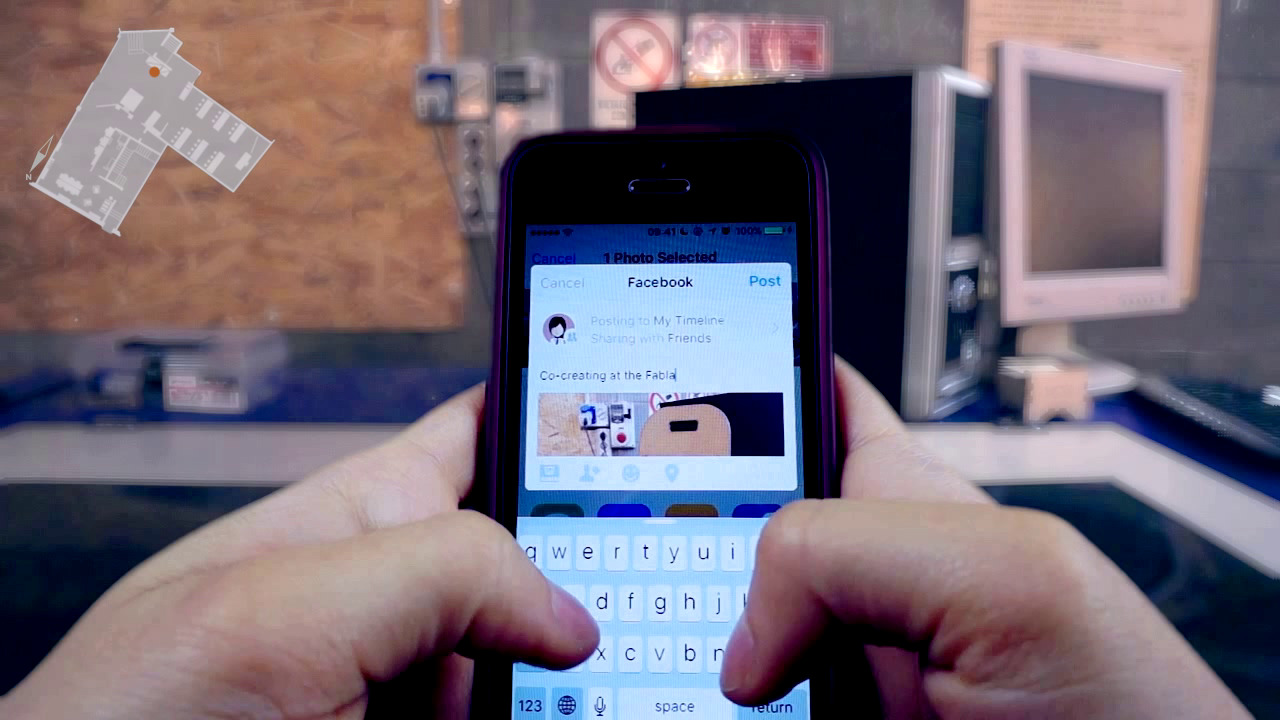 N
09:41 100%
Cancel 1 Photo Selected
Cancel Facebook Post
Posting to My Timeline
Sharing with Friends
Co-creating at the Fabla
q w e r t y u i
d f g h j
x c v b n
123 space return